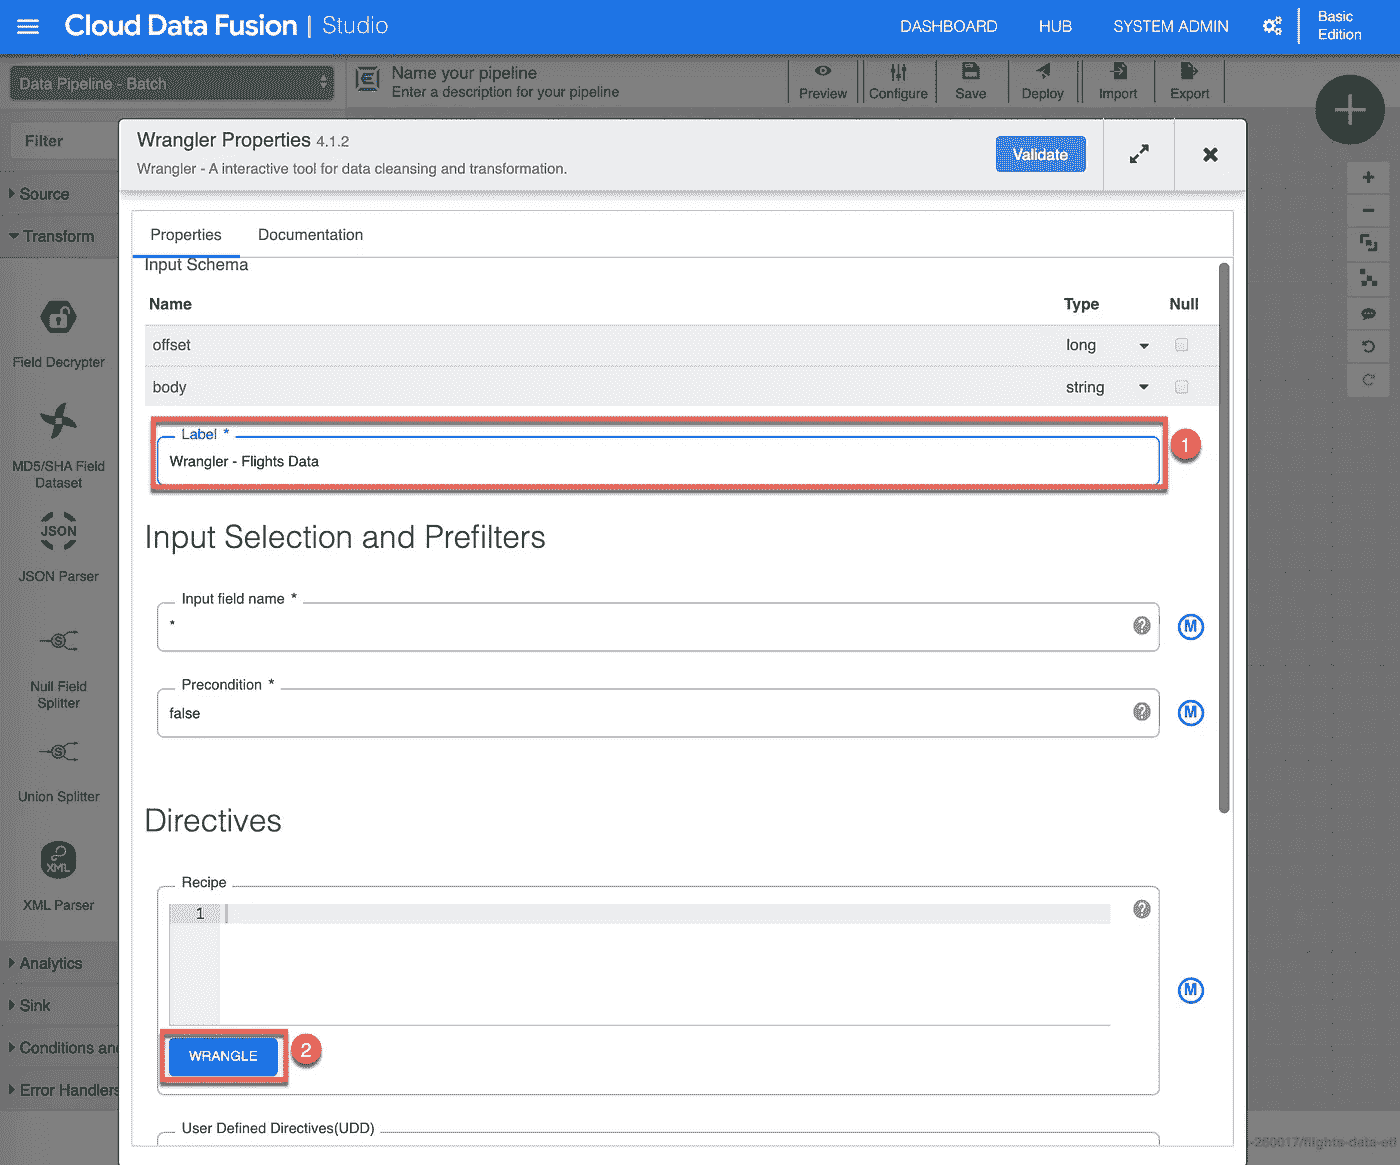 Cloud Data Fusion | Studio
DASHBOARD
HUB
SYSTEM ADMIN
Basic
Edition
Data Pipeline - Batch
Name your pipeline
Enter a description for your pipeline
Preview
Configure
Save
Deploy
Import
Export
Filter
Source
Transform
Field Decrypter
MD5/SHA Field
Dataset
JSON
JSON Parser
Null Field
Splitter
Union Splitter
XML
XML Parser
Analytics
Sink
Conditions an
Error Handlers
Wrangler Properties 4.1.2
Wrangler - A interactive tool for data cleansing and transformation.
Validate
Properties
Documentation
Input Schema
Name
Type
Null
offset
long
body
string
Label *
Wrangler - Flights Data
1
Input Selection and Prefilters
Input field name *
*
M
Precondition *
false
M
Directives
Recipe
1
M
WRANGLE
2
User Defined Directives(UDD)